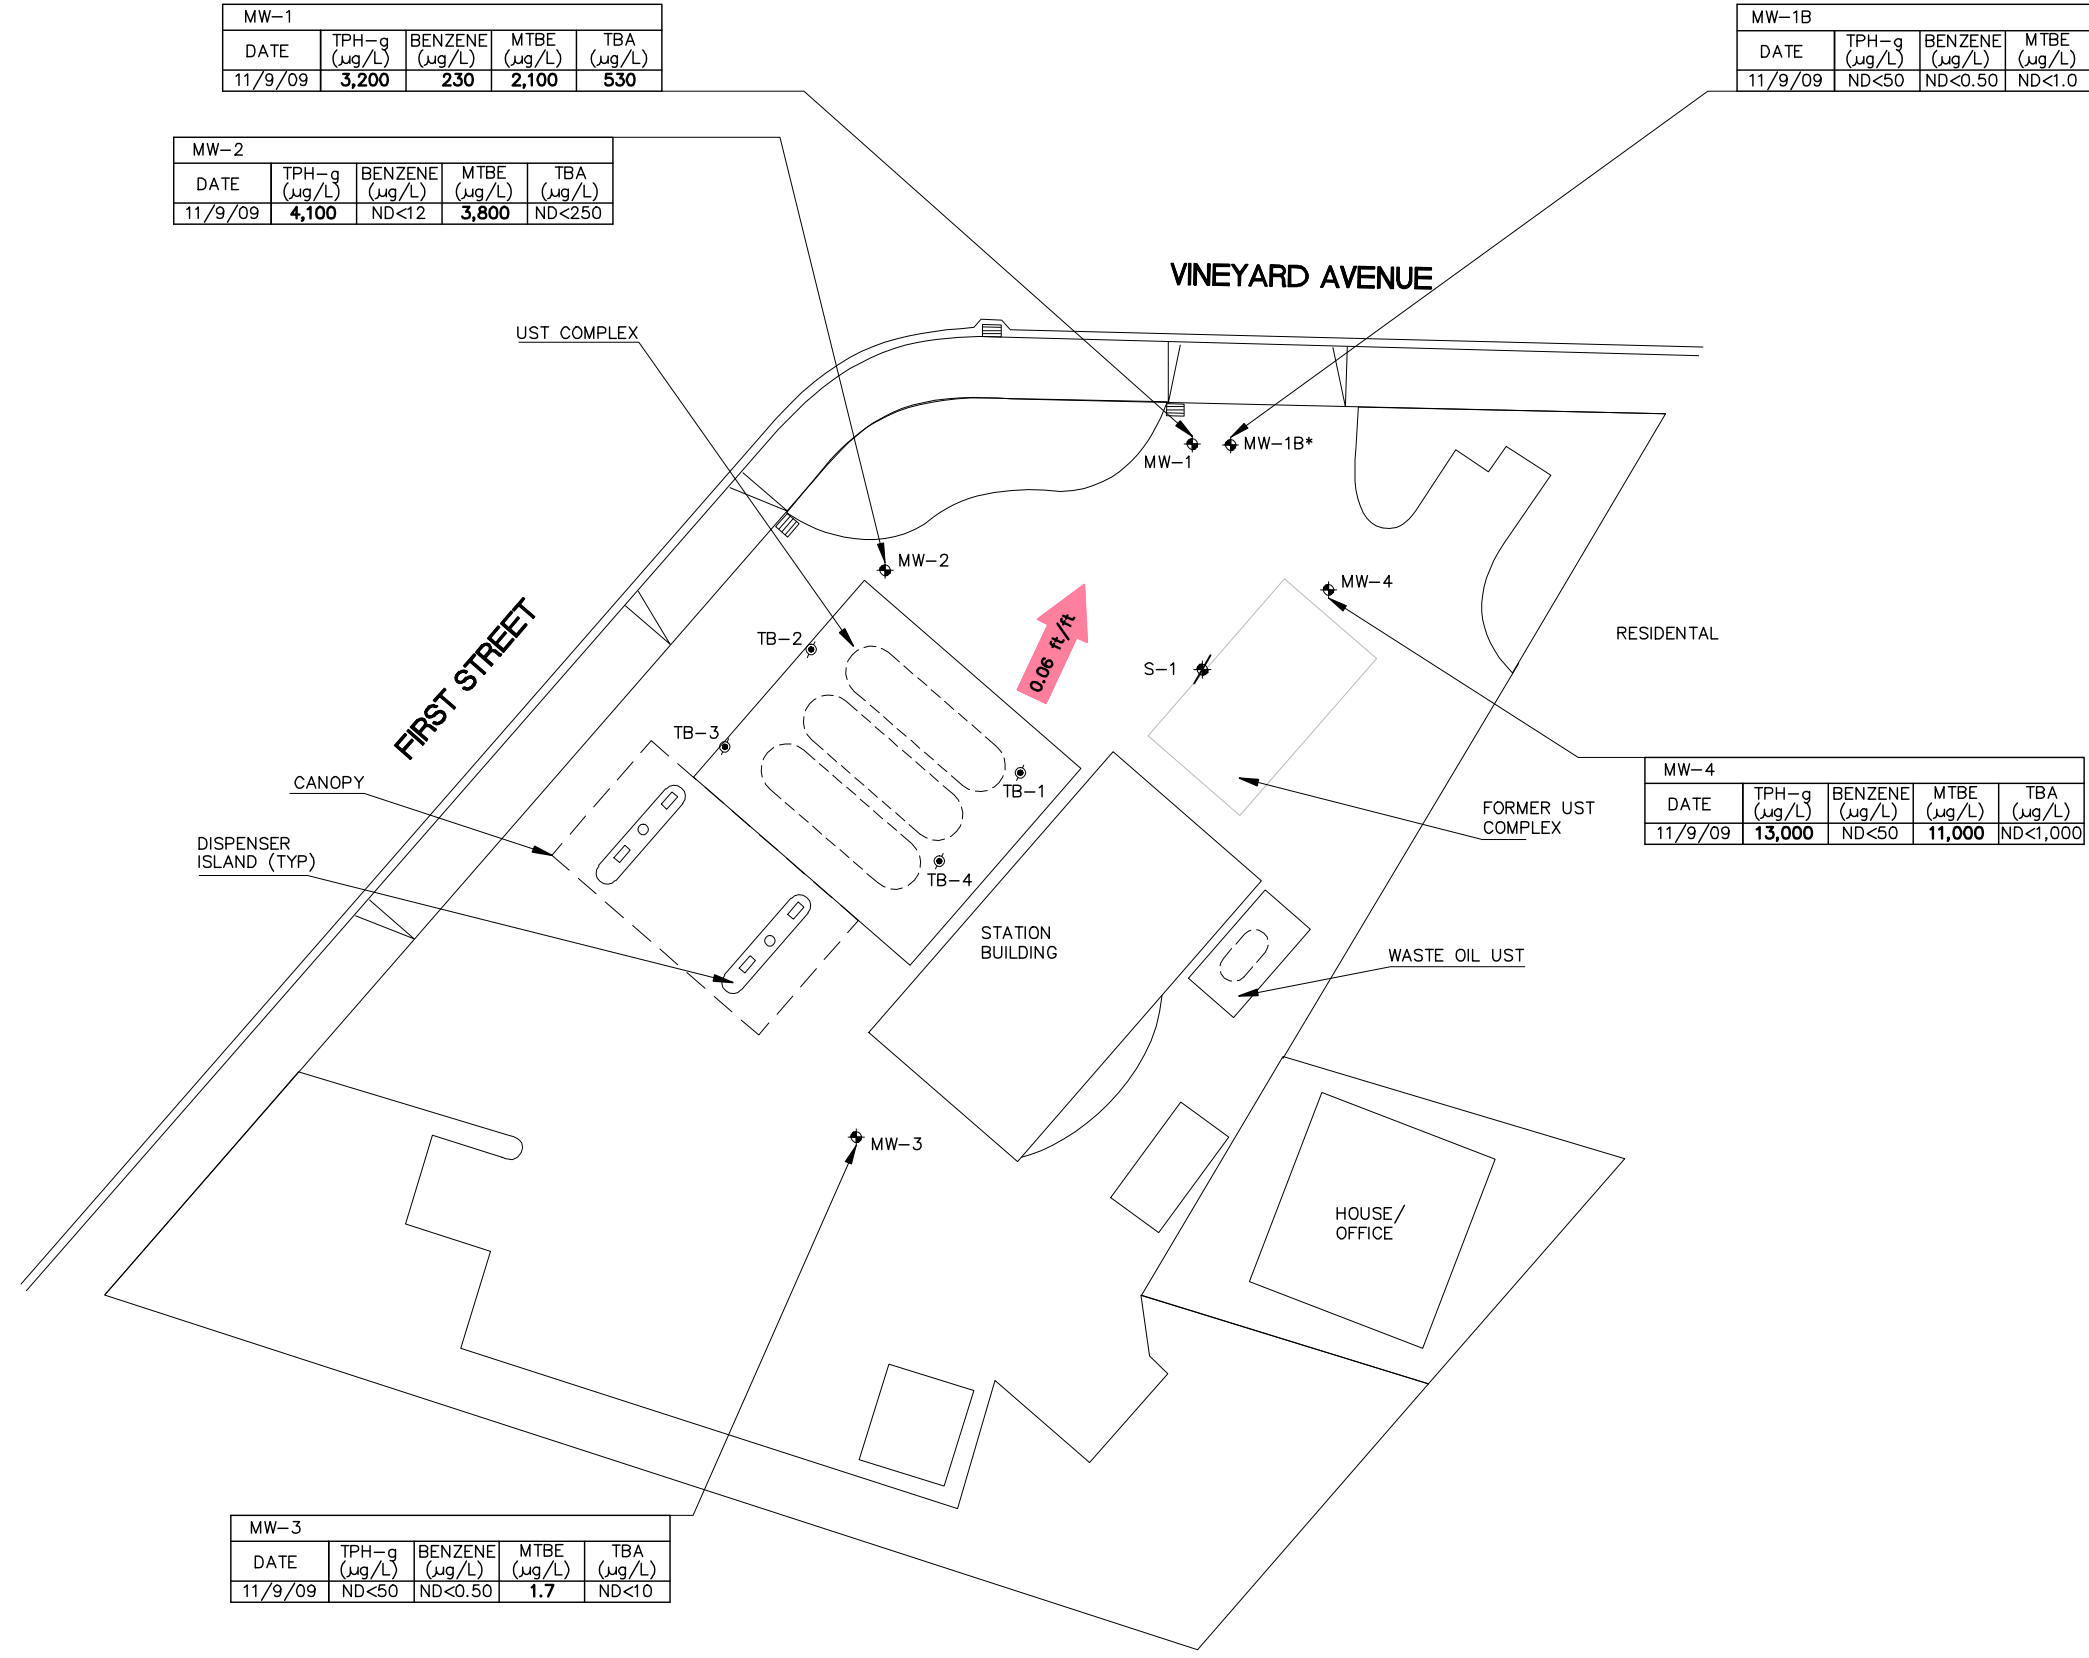 MW-1
DATE TPH-g (µg/L) BENZENE (µg/L) MTBE (µg/L) TBA (µg/L)
11/9/09 3,200 230 2,100 530
MW-1B
DATE TPH-g (µg/L) BENZENE (µg/L) MTBE (µg/L)
11/9/09 ND<50 ND<0.50 ND<1.0
MW-2
DATE TPH-g (µg/L) BENZENE (µg/L) MTBE (µg/L) TBA (µg/L)
11/9/09 4,100 ND<12 3,800 ND<250
VINEYARD AVENUE
UST COMPLEX
MW-1
MW-1B*
MW-2
MW-4
FIRST STREET
TB-2
0.06 ft/ft
S-1
RESIDENTAL
TB-3
TB-1
CANOPY
DISPENSER
ISLAND (TYP)
TB-4
FORMER UST
COMPLEX
MW-4
DATE TPH-g (µg/L) BENZENE (µg/L) MTBE (µg/L) TBA (µg/L)
11/9/09 13,000 ND<50 11,000 ND<1,000
STATION
BUILDING
WASTE OIL UST
MW-3
HOUSE/
OFFICE
MW-3
DATE TPH-g (µg/L) BENZENE (µg/L) MTBE (µg/L) TBA (µg/L)
11/9/09 ND<50 ND<0.50 1.7 ND<10